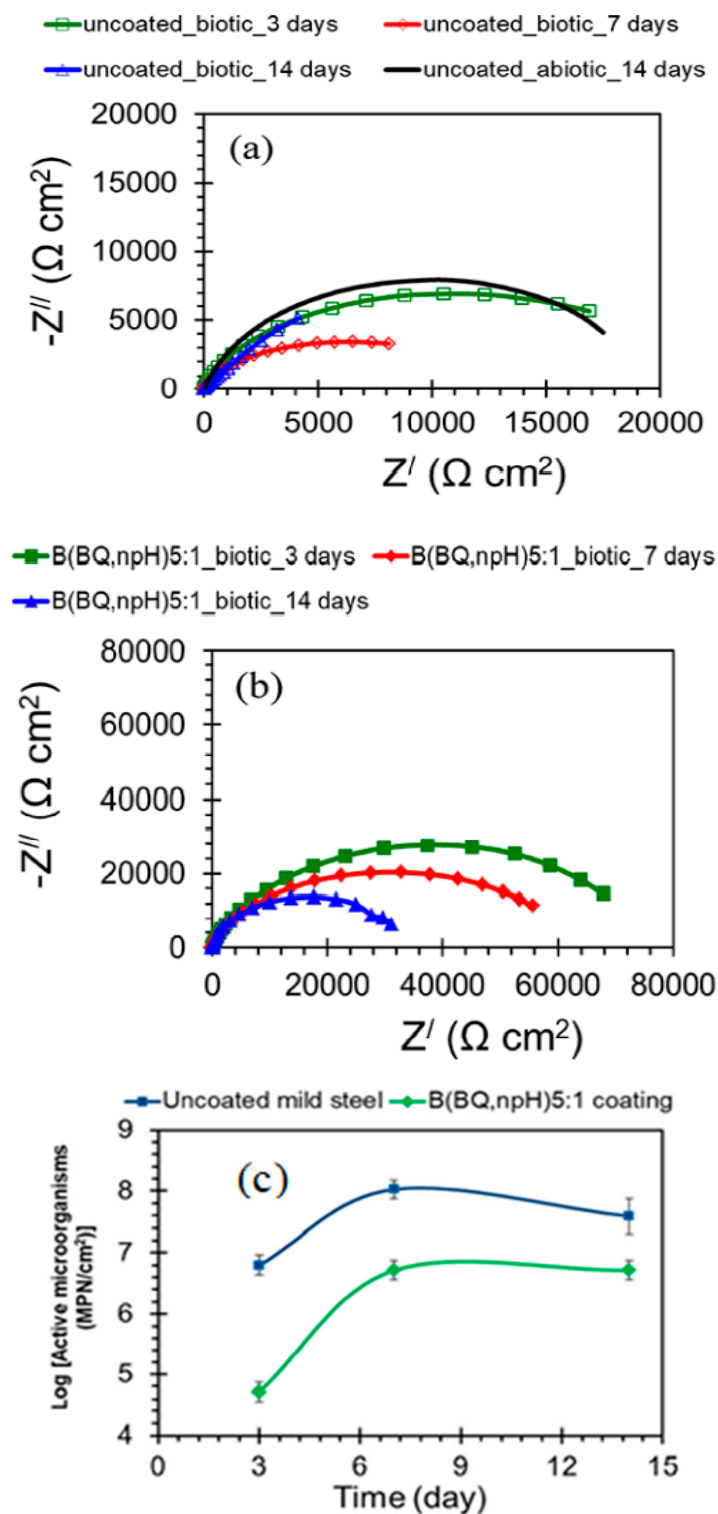 uncoated_biotic_3 days uncoated_biotic_7 days
uncoated_biotic_14 days uncoated_abiotic_14 days
20000
(a)
15000
10000
5000
0
-Z// (Ω cm²)
0 5000 10000 15000 20000
Z/ (Ω cm²)
B(BQ,npH)5:1_biotic_3 days B(BQ,npH)5:1_biotic_7 days
B(BQ,npH)5:1_biotic_14 days
80000
(b)
60000
40000
20000
0
-Z// (Ω cm²)
0 20000 40000 60000 80000
Z/ (Ω cm²)
Uncoated mild steel B(BQ,npH)5:1 coating
9
(c)
8
7
6
5
4
Log [Active microorganisms
(MPN/cm²)]
0 3 6 9 12 15
Time (day)